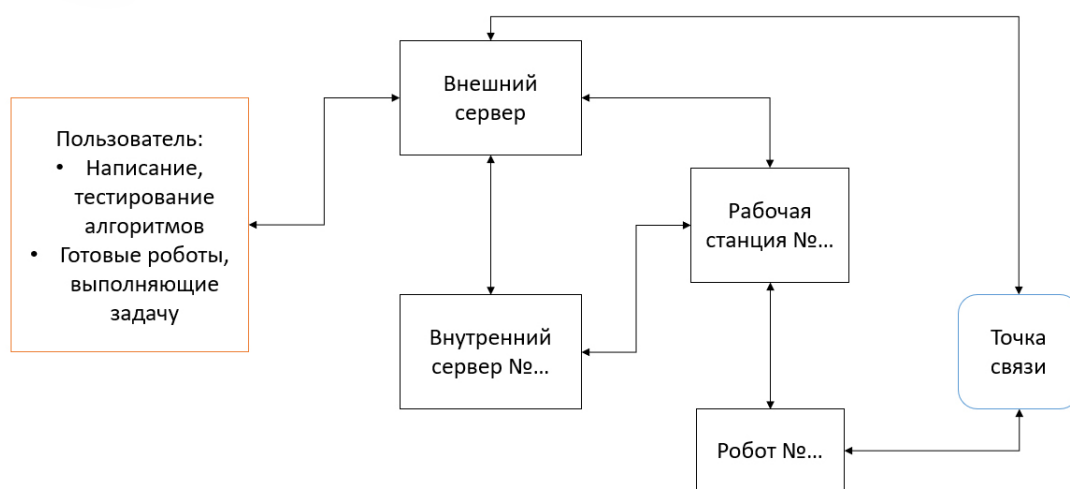 Внешний
сервер
Пользователь:
• Написание,
тестирование
алгоритмов
• Готовые роботы,
выполняющие
задачу
Рабочая
станция №...
Внутренний
сервер №...
Точка
связи
Робот №...